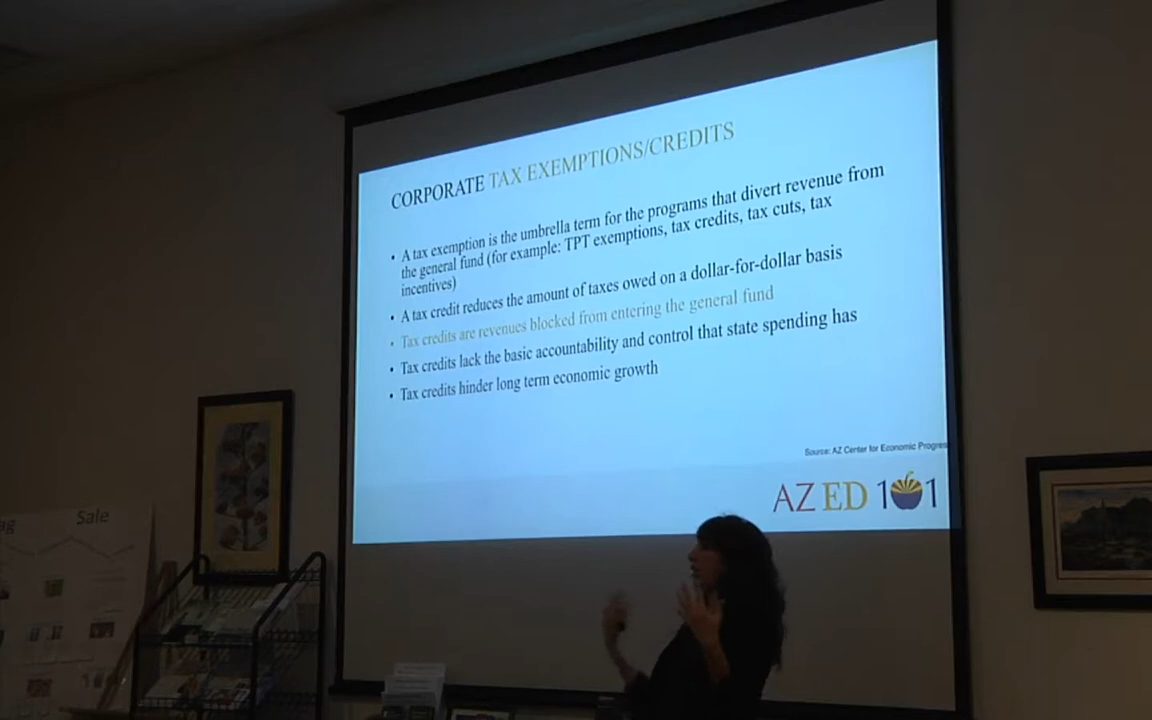 CORPORATE TAX EXEMPTIONS/CREDITS
• A tax exemption is the umbrella term for the programs that divert revenue from
the general fund (for example: TPT exemptions, tax credits, tax cuts, tax
incentives)
• A tax credit reduces the amount of taxes owed on a dollar-for-dollar basis
• Tax credits are revenues blocked from entering the general fund
• Tax credits lack the basic accountability and control that state spending has
• Tax credits hinder long term economic growth
Source: AZ Center for Economic Progres
AZ ED 101
ag Sale